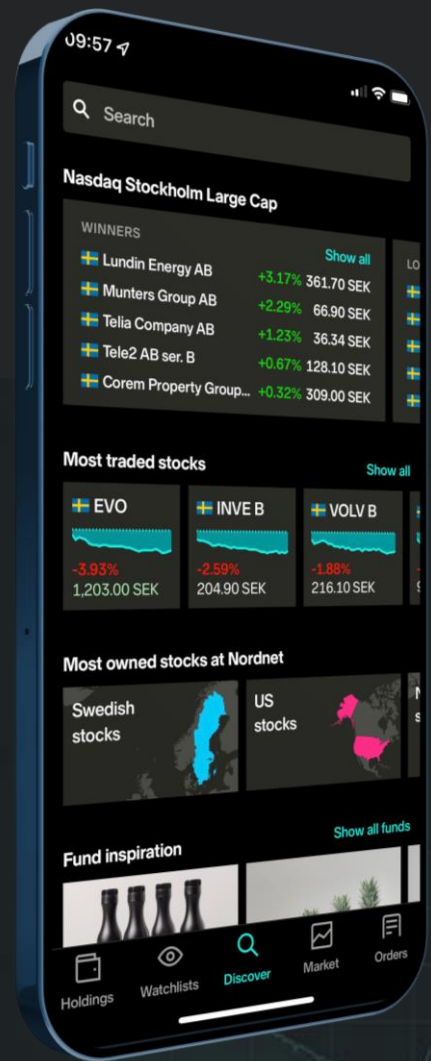 09:57
Search
Nasdaq Stockholm Large Cap
WINNERS
Show all
LO
Lundin Energy AB +3.17% 361.70 SEK
Munters Group AB +2.29% 66.90 SEK
Telia Company AB +1.23% 36.34 SEK
Tele2 AB ser. B +0.67% 128.10 SEK
Corem Property Group... +0.32% 309.00 SEK
Most traded stocks
Show all
EVO INVE B VOLV B
-3.93% -2.59% -1.88%
1,203.00 SEK 204.90 SEK 216.10 SEK
Most owned stocks at Nordnet
Swedish
stocks
US
stocks
Fund inspiration
Show all funds
Holdings Watchlists Discover Market Orders